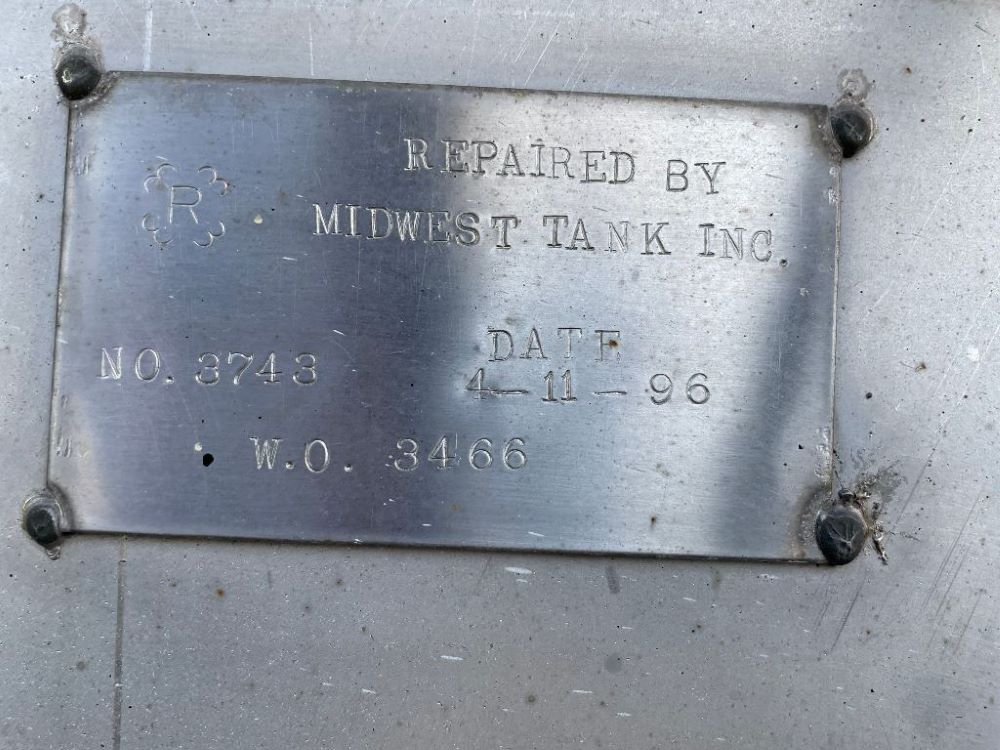 R
REPAIRED BY
MIDWEST TANK INC.
NO. 3743
DATE
4-11-96
W.O. 3466